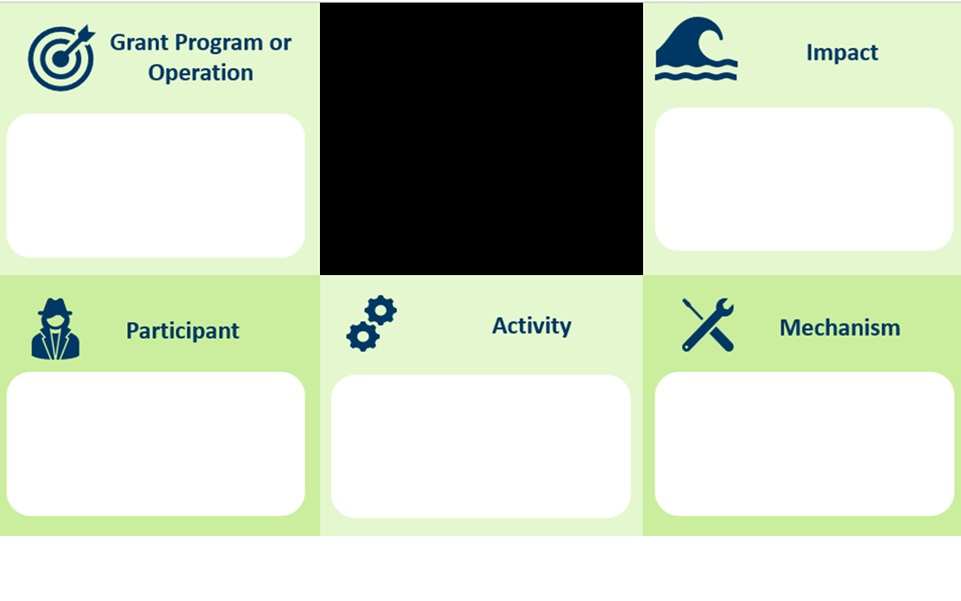 Grant Program or
Operation
Impact
Participant
Activity
Mechanism